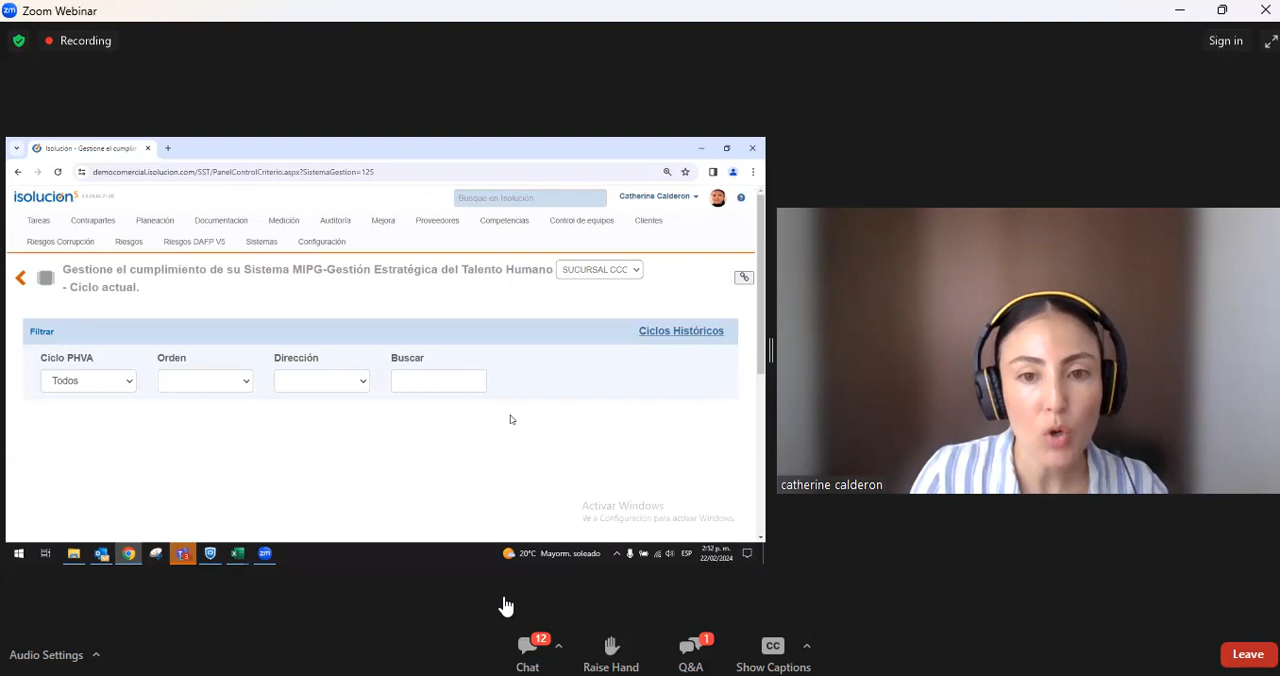 Zoom Webinar
Recording
Sign in
Isolución - Gestione el cumplin
democomercial.isolucion.com/SST/PanelControlCriterio.aspx?SistemaGestion=125
isolución5
Busque en Isolución
Catherine Calderon
Tareas Contrapartes Planeación Documentacion Medición Auditoría Mejora Proveedores Competencias Control de equipos Clientes
Riesgos Corrupción Riesgos Riesgos DAFP V5 Sistemas Configuración
Gestione el cumplimiento de su Sistema MIPG-Gestión Estratégica del Talento Humano SUCURSAL CCC
- Ciclo actual.
Filtrar Ciclos Históricos
Ciclo PHVA Orden Dirección Buscar
Todos
Activar Windows
Ve a Configuración para activar Windows.
20°C Mayorm. soleado ESP 2:52 p. m.
22/02/2024
catherine calderon
Audio Settings
12
Chat
Raise Hand
1
Q&A
CC
Show Captions
Leave